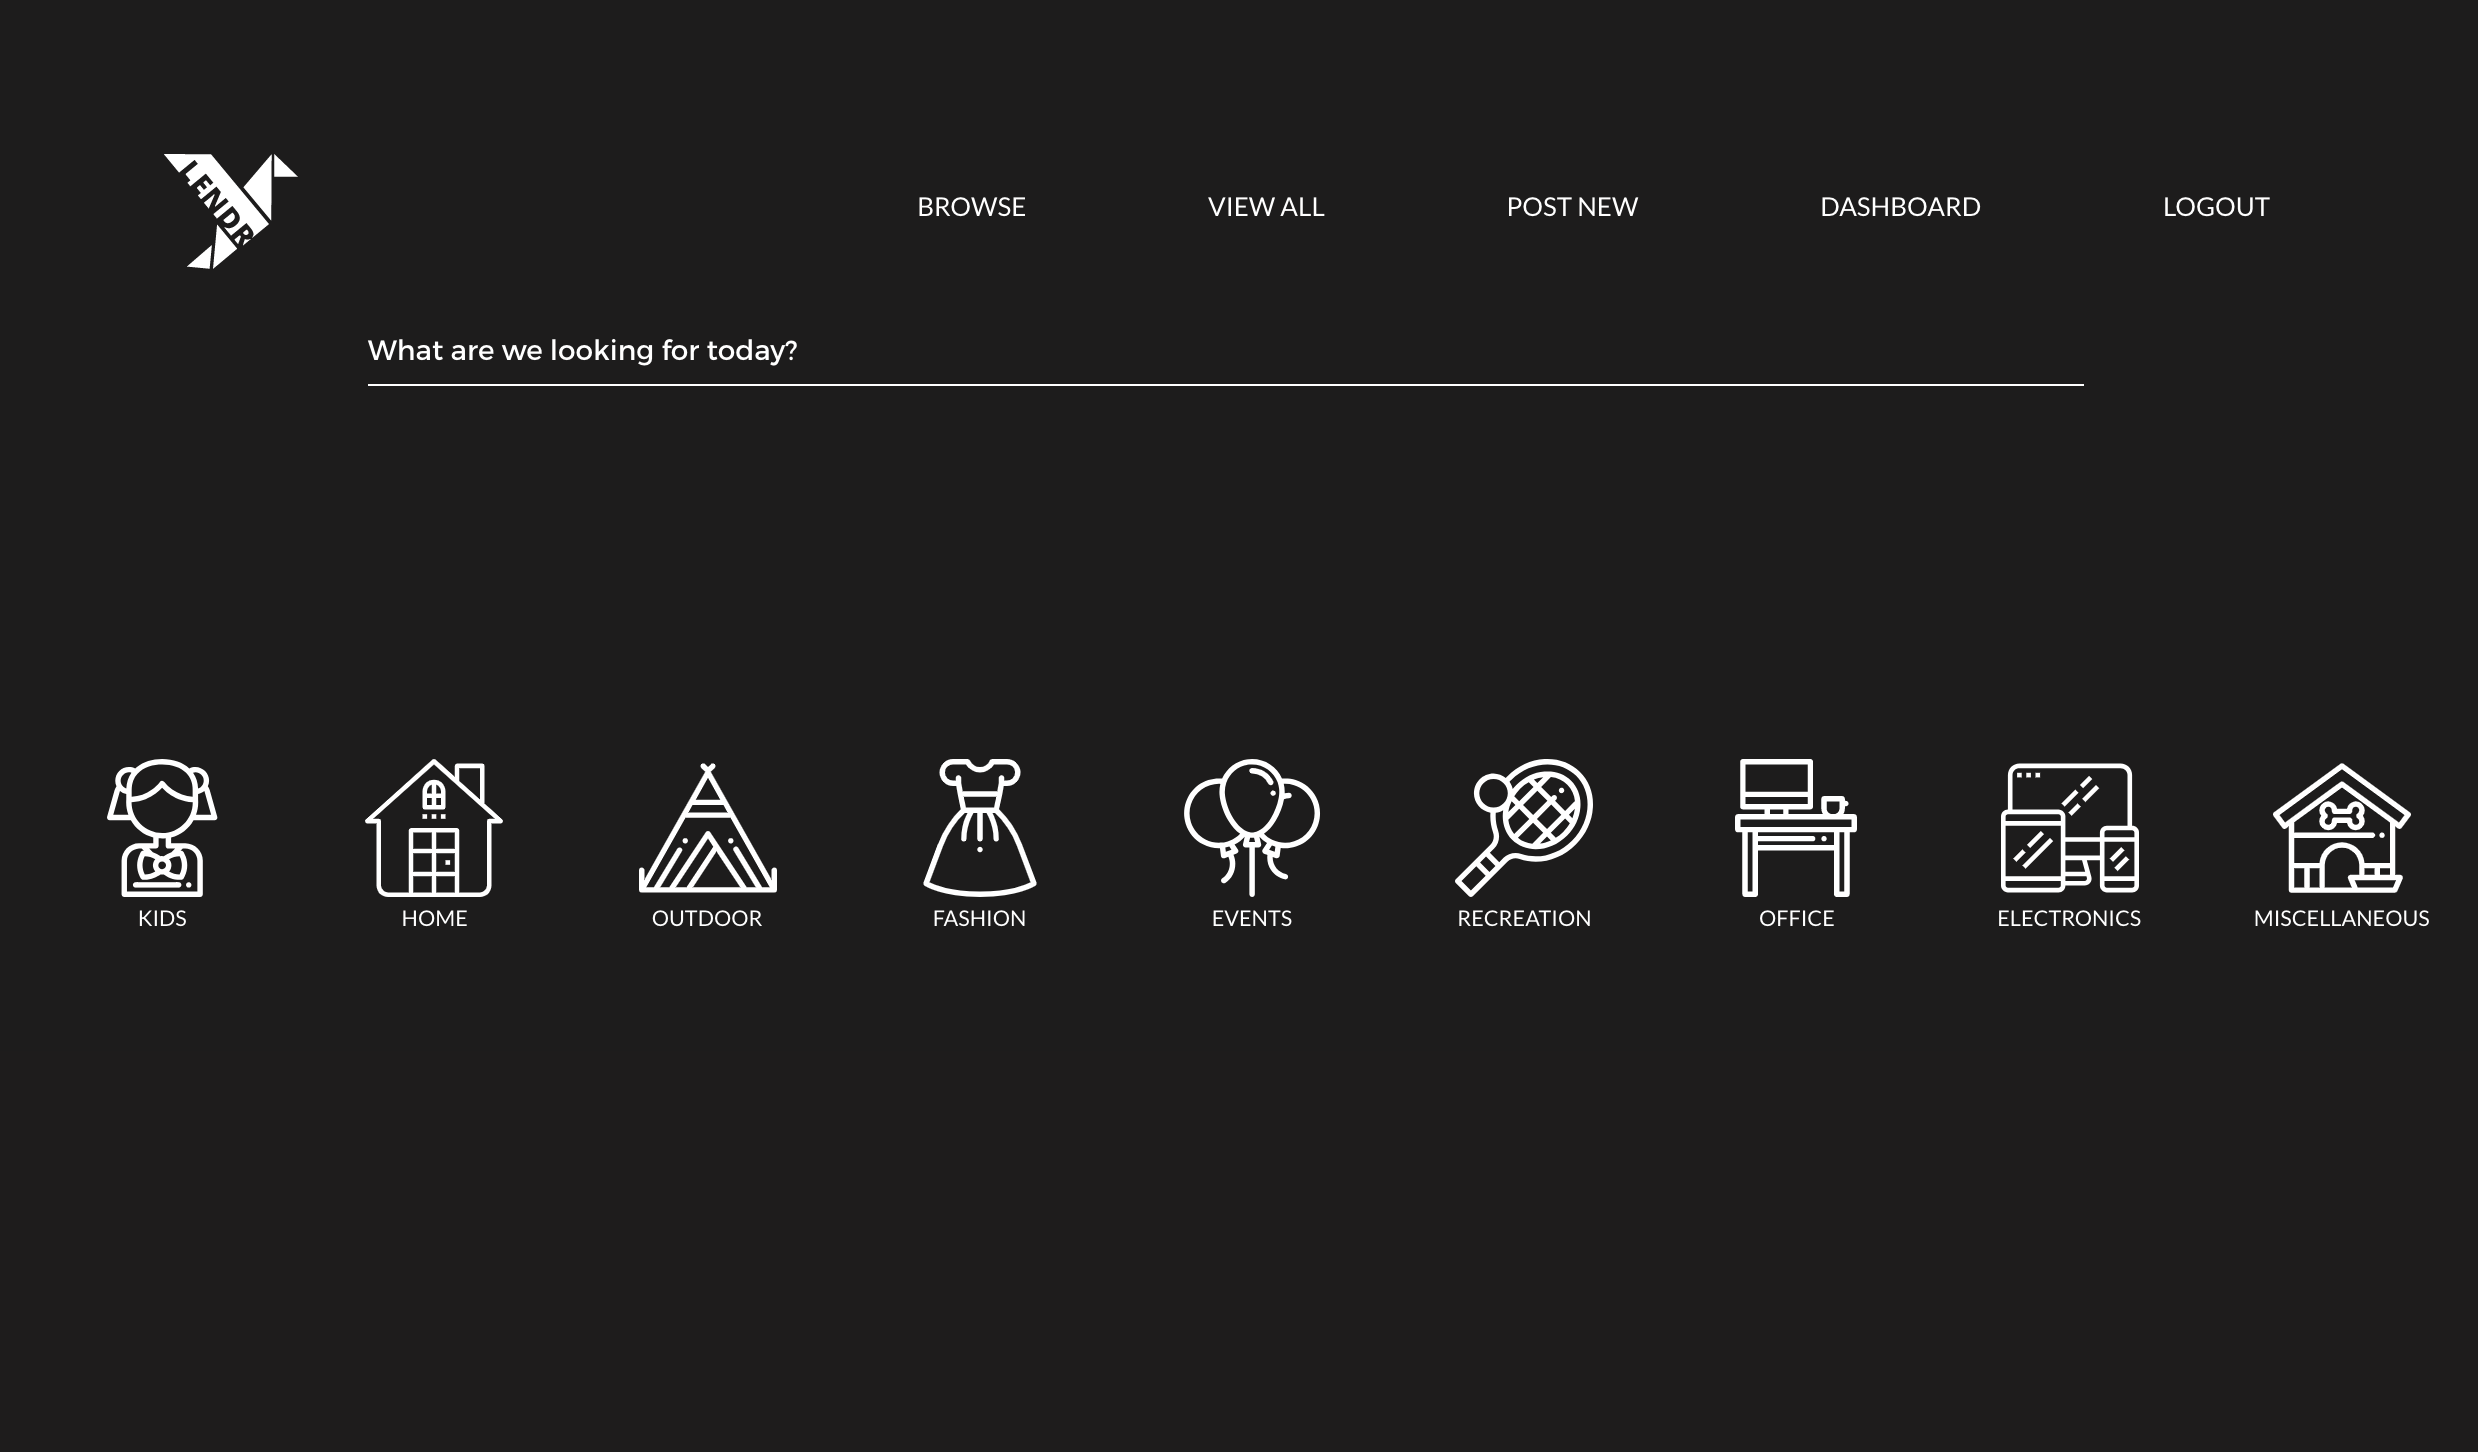 LENDR
BROWSE VIEW ALL POST NEW DASHBOARD LOGOUT
What are we looking for today?
KIDS HOME OUTDOOR FASHION EVENTS RECREATION OFFICE ELECTRONICS MISCELLANEOUS